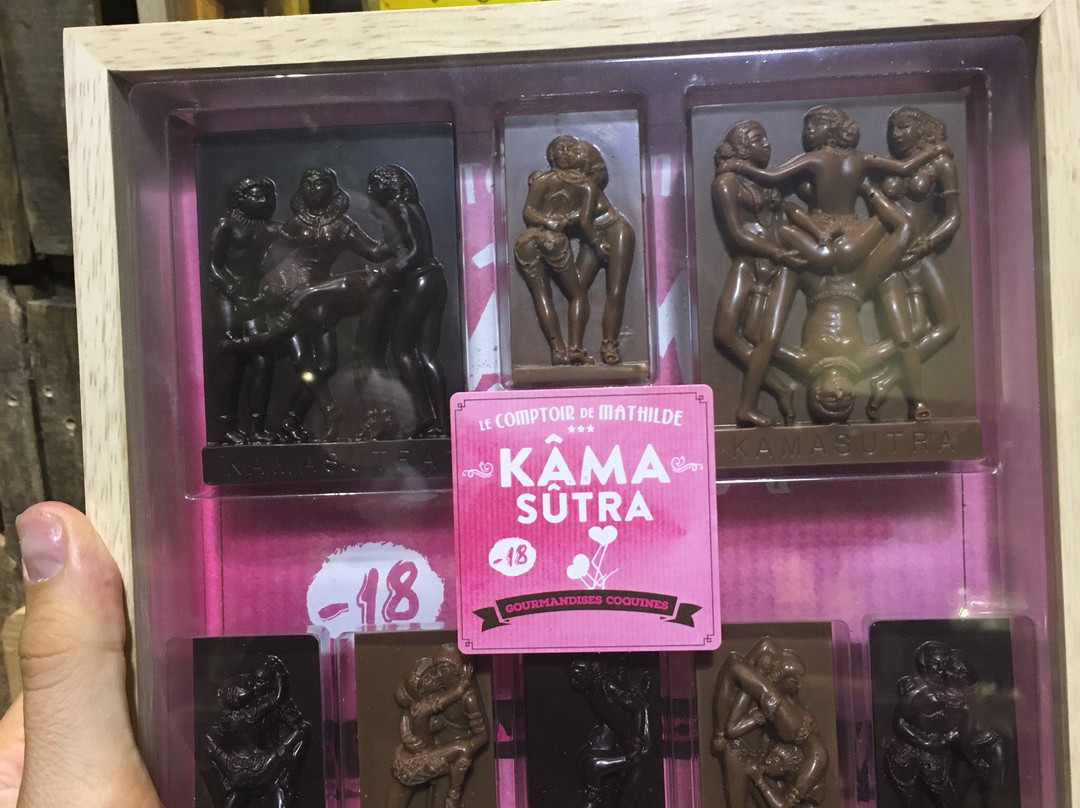 KAMASUTRA
KAMASUTRA
LE COMPTOIR DE MATHILDE
KÂMA
SÛTRA
-18
GOURMANDISES COQUINES
-18